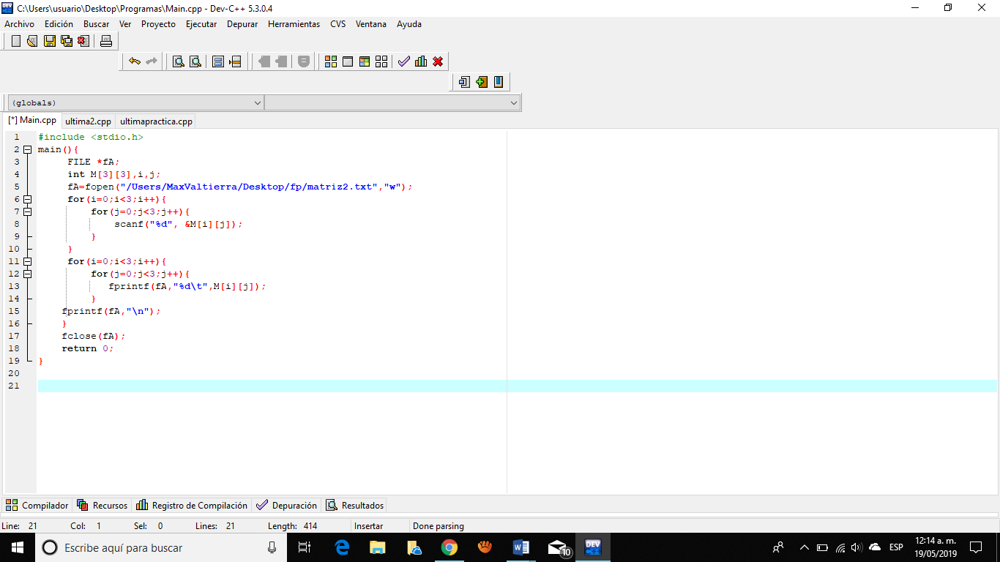 C:\Users\usuario\Desktop\Programas\Main.cpp - Dev-C++ 5.3.0.4
Archivo Edición Buscar Ver Proyecto Ejecutar Depurar Herramientas CVS Ventana Ayuda
(globals)
[*] Main.cpp ultima2.cpp ultimapractica.cpp
1 #include <stdio.h>
2 main(){
3 FILE *fA;
4 int M[3][3],i,j;
5 fA=fopen("/Users/MaxValtierra/Desktop/fp/matriz2.txt","w");
6 for(i=0;i<3;i++){
7 for(j=0;j<3;j++){
8 scanf("%d", &M[i][j]);
9 }
10 }
11 for(i=0;i<3;i++){
12 for(j=0;j<3;j++){
13 fprintf(fA,"%d\t",M[i][j]);
14 }
15 fprintf(fA,"\n");
16 }
17 fclose(fA);
18 return 0;
19 }
20
21
Compilador Recursos Registro de Compilación Depuración Resultados
Line: 21 Col: 1 Sel: 0 Lines: 21 Length: 414 Insertar Done parsing
Escribe aquí para buscar 10 DEV ESP 12:14 a. m.
19/05/2019